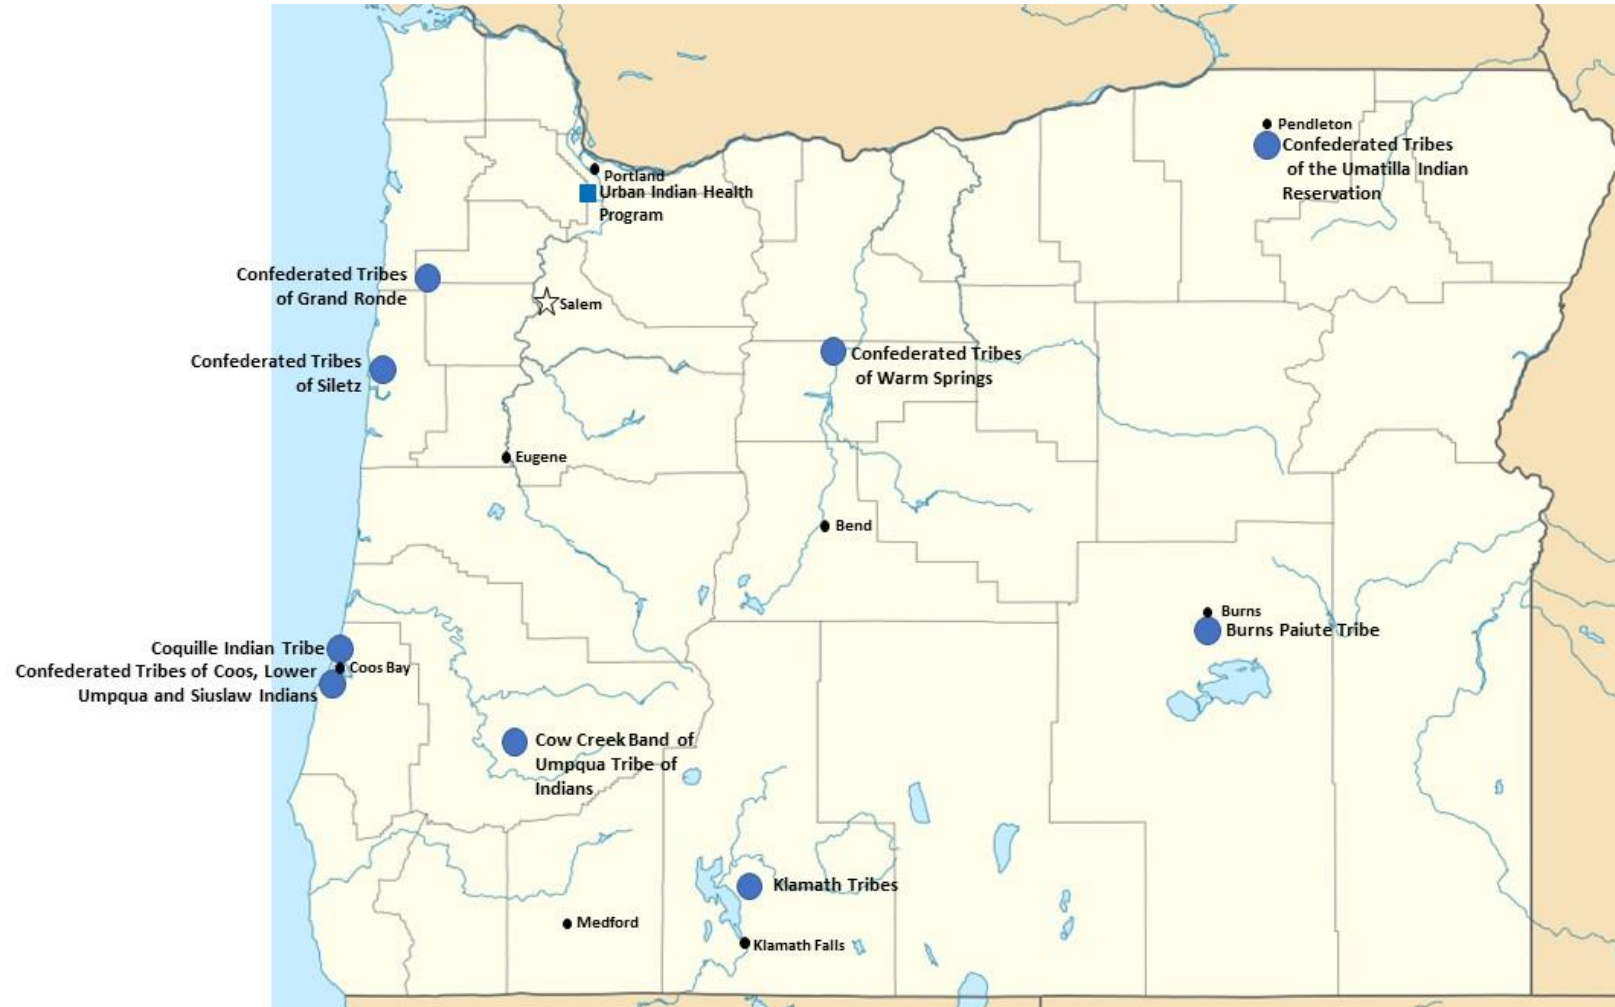 Pendleton
Confederated Tribes
of the Umatilla Indian
Reservation
Portland
Urban Indian Health
Program
Confederated Tribes
of Grand Ronde
Salem
Confederated Tribes
of Siletz
Confederated Tribes
of Warm Springs
Eugene
Bend
Burns
Burns Paiute Tribe
Coquille Indian Tribe
Coos Bay
Confederated Tribes of Coos, Lower
Umpqua and Siuslaw Indians
Cow Creek Band of
Umpqua Tribe of
Indians
Klamath Tribes
Medford
Klamath Falls